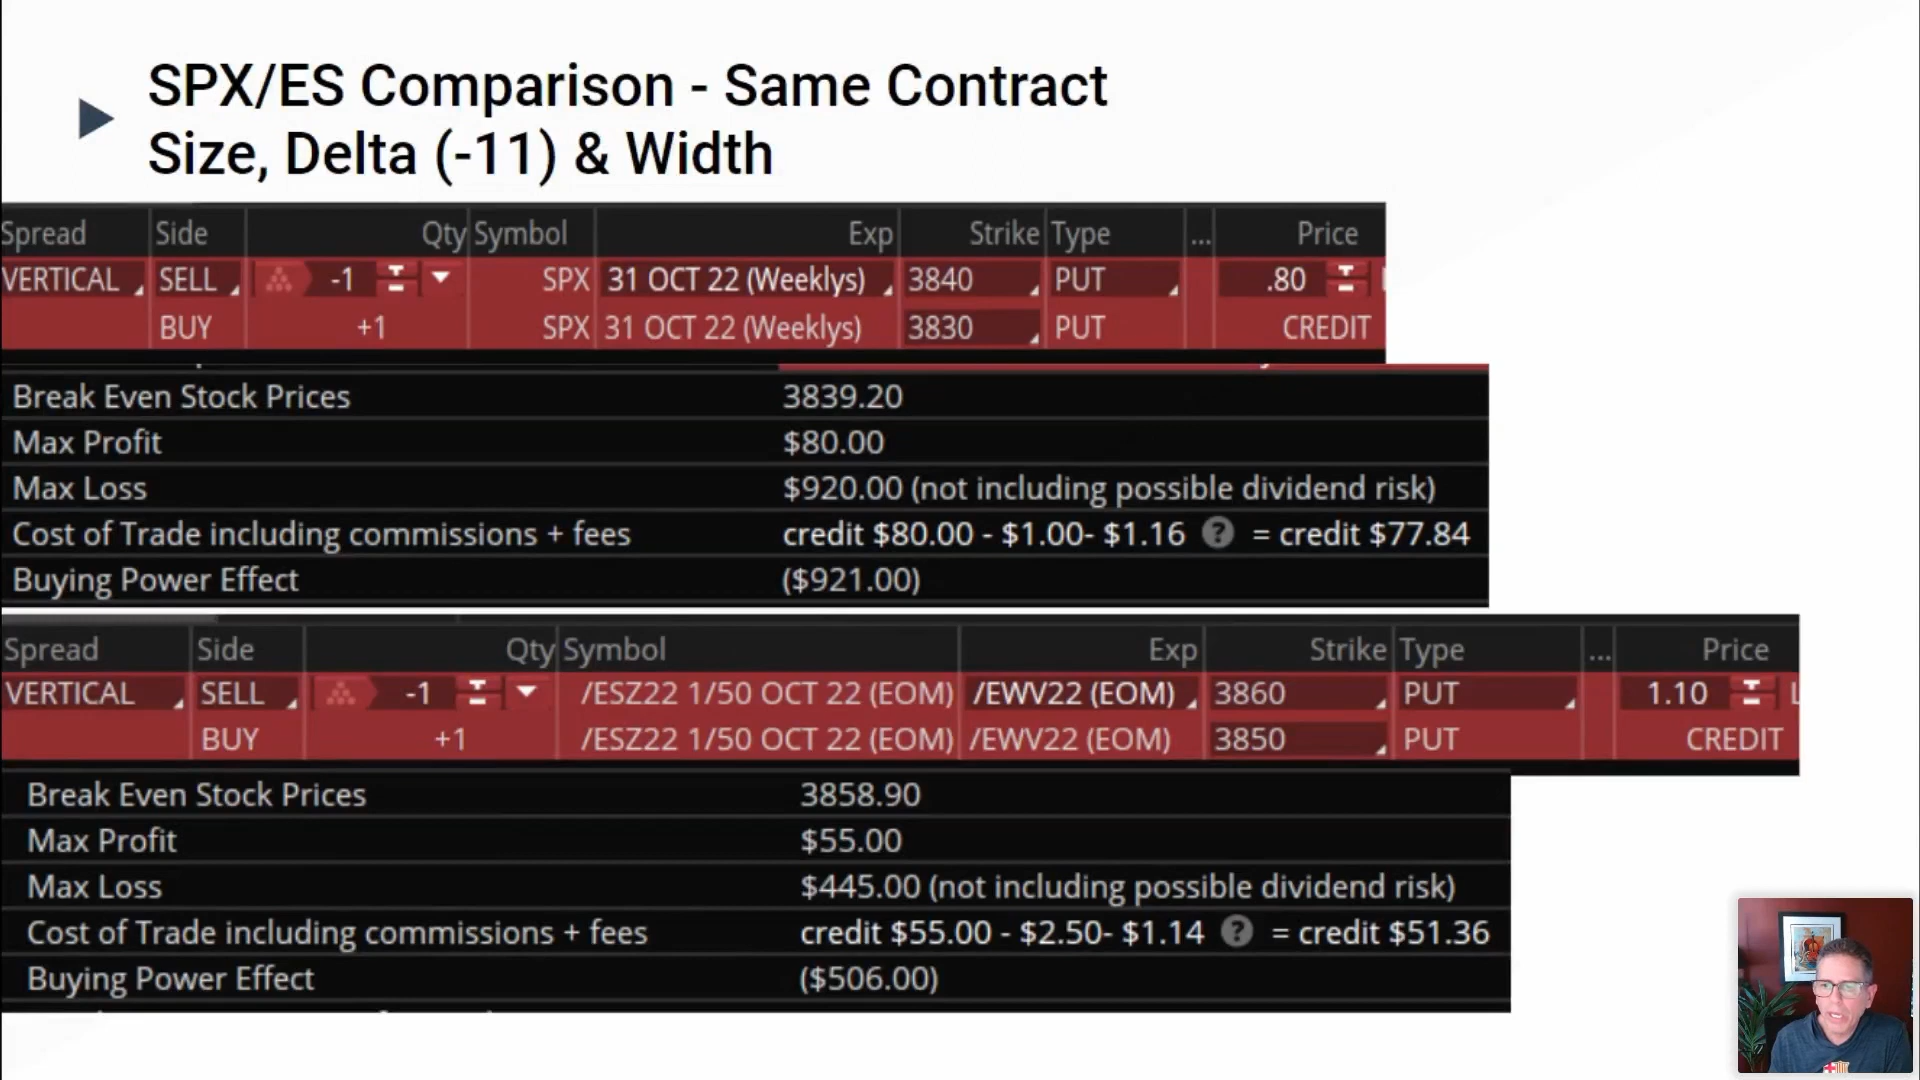 SPX/ES Comparison - Same Contract
Size, Delta (-11) & Width
Spread Side Qty Symbol Exp Strike Type ... Price
VERTICAL SELL -1 SPX 31 OCT 22 (Weeklys) 3840 PUT .80
BUY +1 SPX 31 OCT 22 (Weeklys) 3830 PUT CREDIT
Break Even Stock Prices 3839.20
Max Profit $80.00
Max Loss $920.00 (not including possible dividend risk)
Cost of Trade including commissions + fees credit $80.00 - $1.00- $1.16 ? = credit $77.84
Buying Power Effect ($921.00)
Spread Side Qty Symbol Exp Strike Type ... Price
VERTICAL SELL -1 /ESZ22 1/50 OCT 22 (EOM) /EWV22 (EOM) 3860 PUT 1.10
BUY +1 /ESZ22 1/50 OCT 22 (EOM) /EWV22 (EOM) 3850 PUT CREDIT
Break Even Stock Prices 3858.90
Max Profit $55.00
Max Loss $445.00 (not including possible dividend risk)
Cost of Trade including commissions + fees credit $55.00 - $2.50- $1.14 ? = credit $51.36
Buying Power Effect ($506.00)